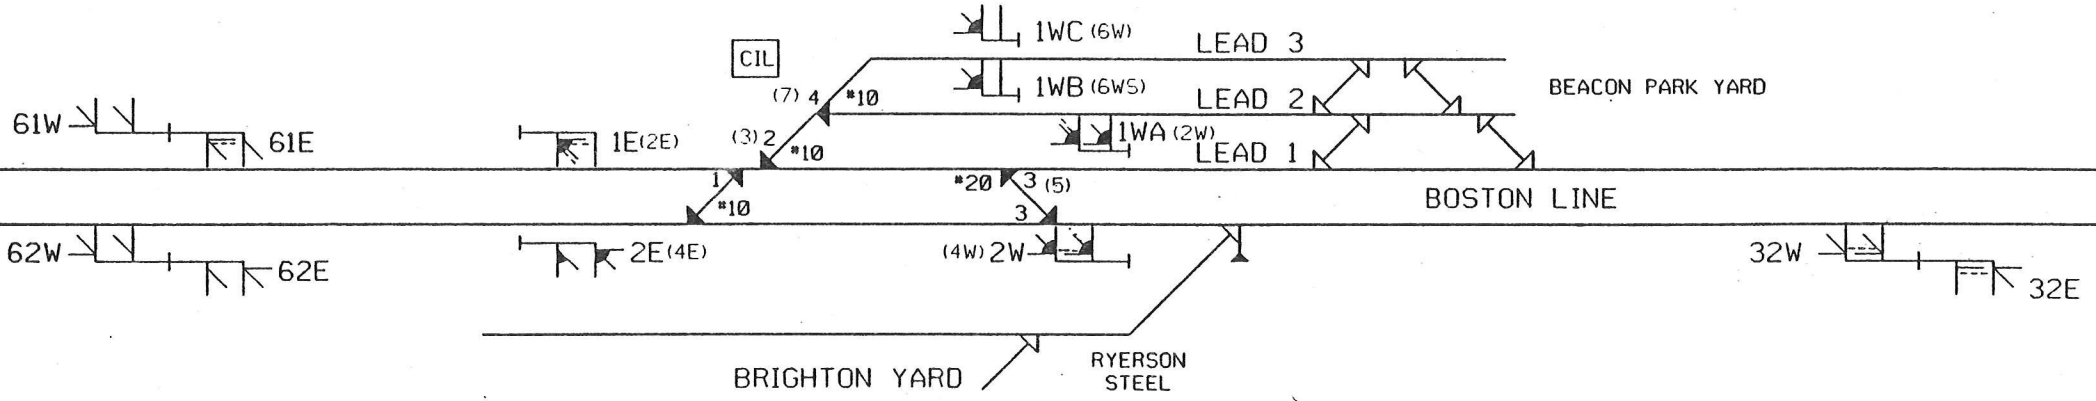 1WC (6W)
LEAD 3
CIL
1WB (6WS)
BEACON PARK YARD
(7) 4 #10
LEAD 2
61W
61E
1E (2E)
(3) 2
#10
1WA (2W)
LEAD 1
1
#10
#20
3 (5)
3
BOSTON LINE
62W
62E
2E (4E)
(4W) 2W
32W
32E
BRIGHTON YARD
RYERSON
STEEL